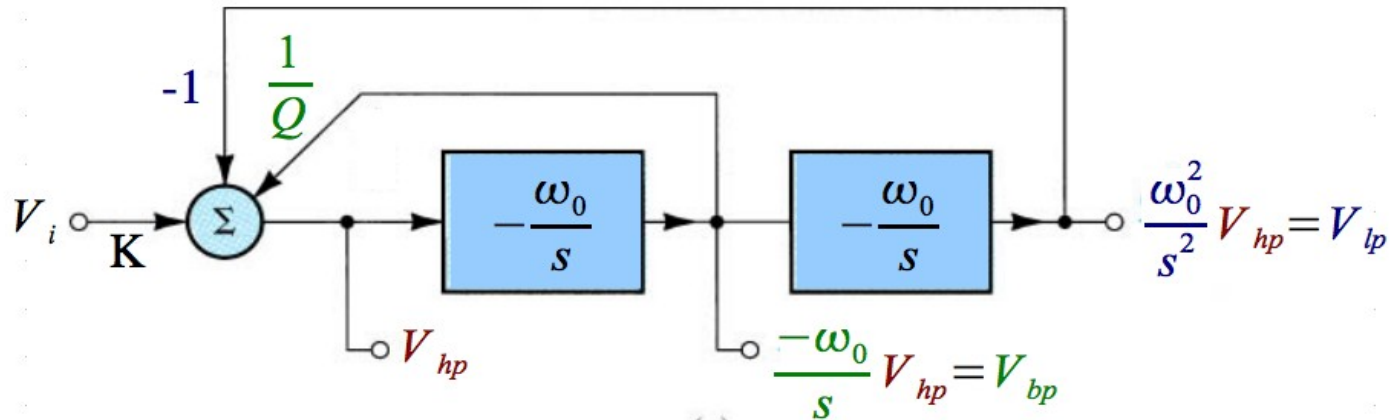 -1
1/Q
V_i
K
Σ
-ω_0/s
-ω_0/s
ω_0^2/s^2 V_hp = V_lp
V_hp
-ω_0/s V_hp = V_bp